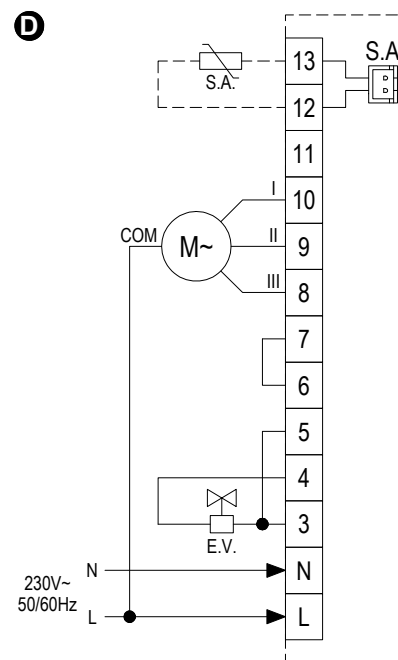 D
S.A.
S.A
13
12
11
I 10
COM M~ II 9
III 8
7
6
5
4
3
E.V.
N N
230V~
50/60Hz
L L